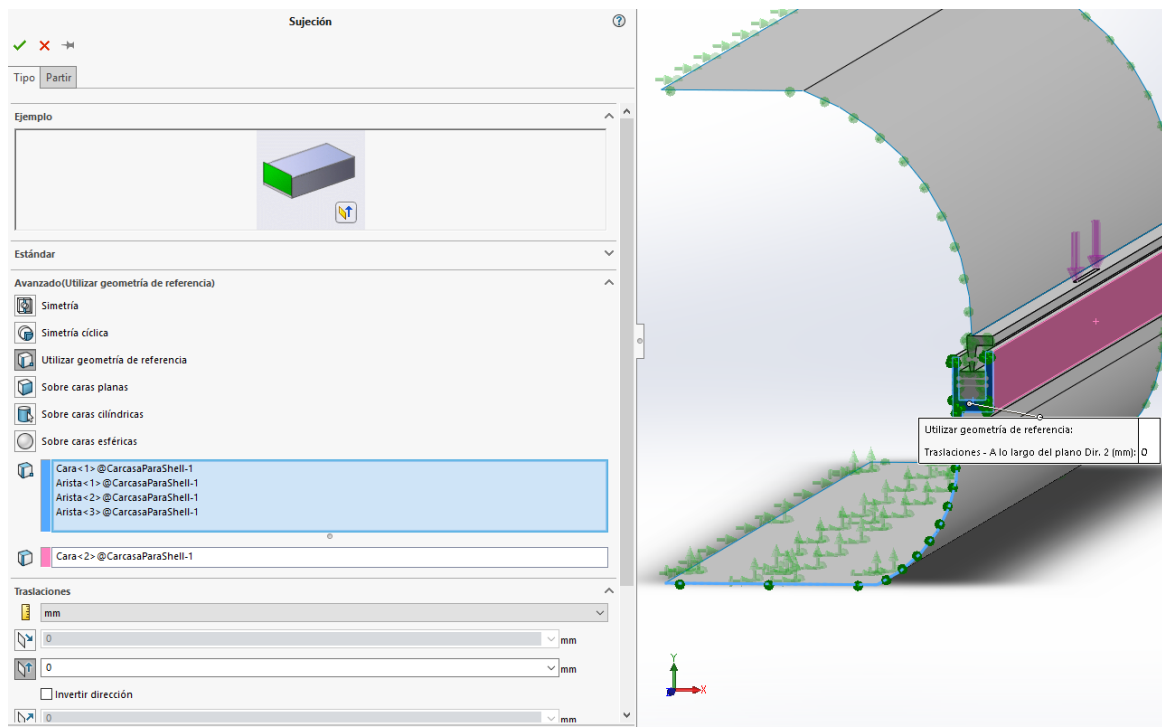 Sujeción
Tipo Partir
Ejemplo
Estándar
Avanzado(Utilizar geometría de referencia)
Simetría
Simetría cíclica
Utilizar geometría de referencia
Sobre caras planas
Sobre caras cilíndricas
Sobre caras esféricas
Cara<1>@CarcasaParaShell-1
Arista<1>@CarcasaParaShell-1
Arista<2>@CarcasaParaShell-1
Arista<3>@CarcasaParaShell-1
Cara<2>@CarcasaParaShell-1
Traslaciones
mm
0 mm
0 mm
Invertir dirección
0 mm
Utilizar geometría de referencia:
Traslaciones - A lo largo del plano Dir. 2 (mm): 0
Y
X